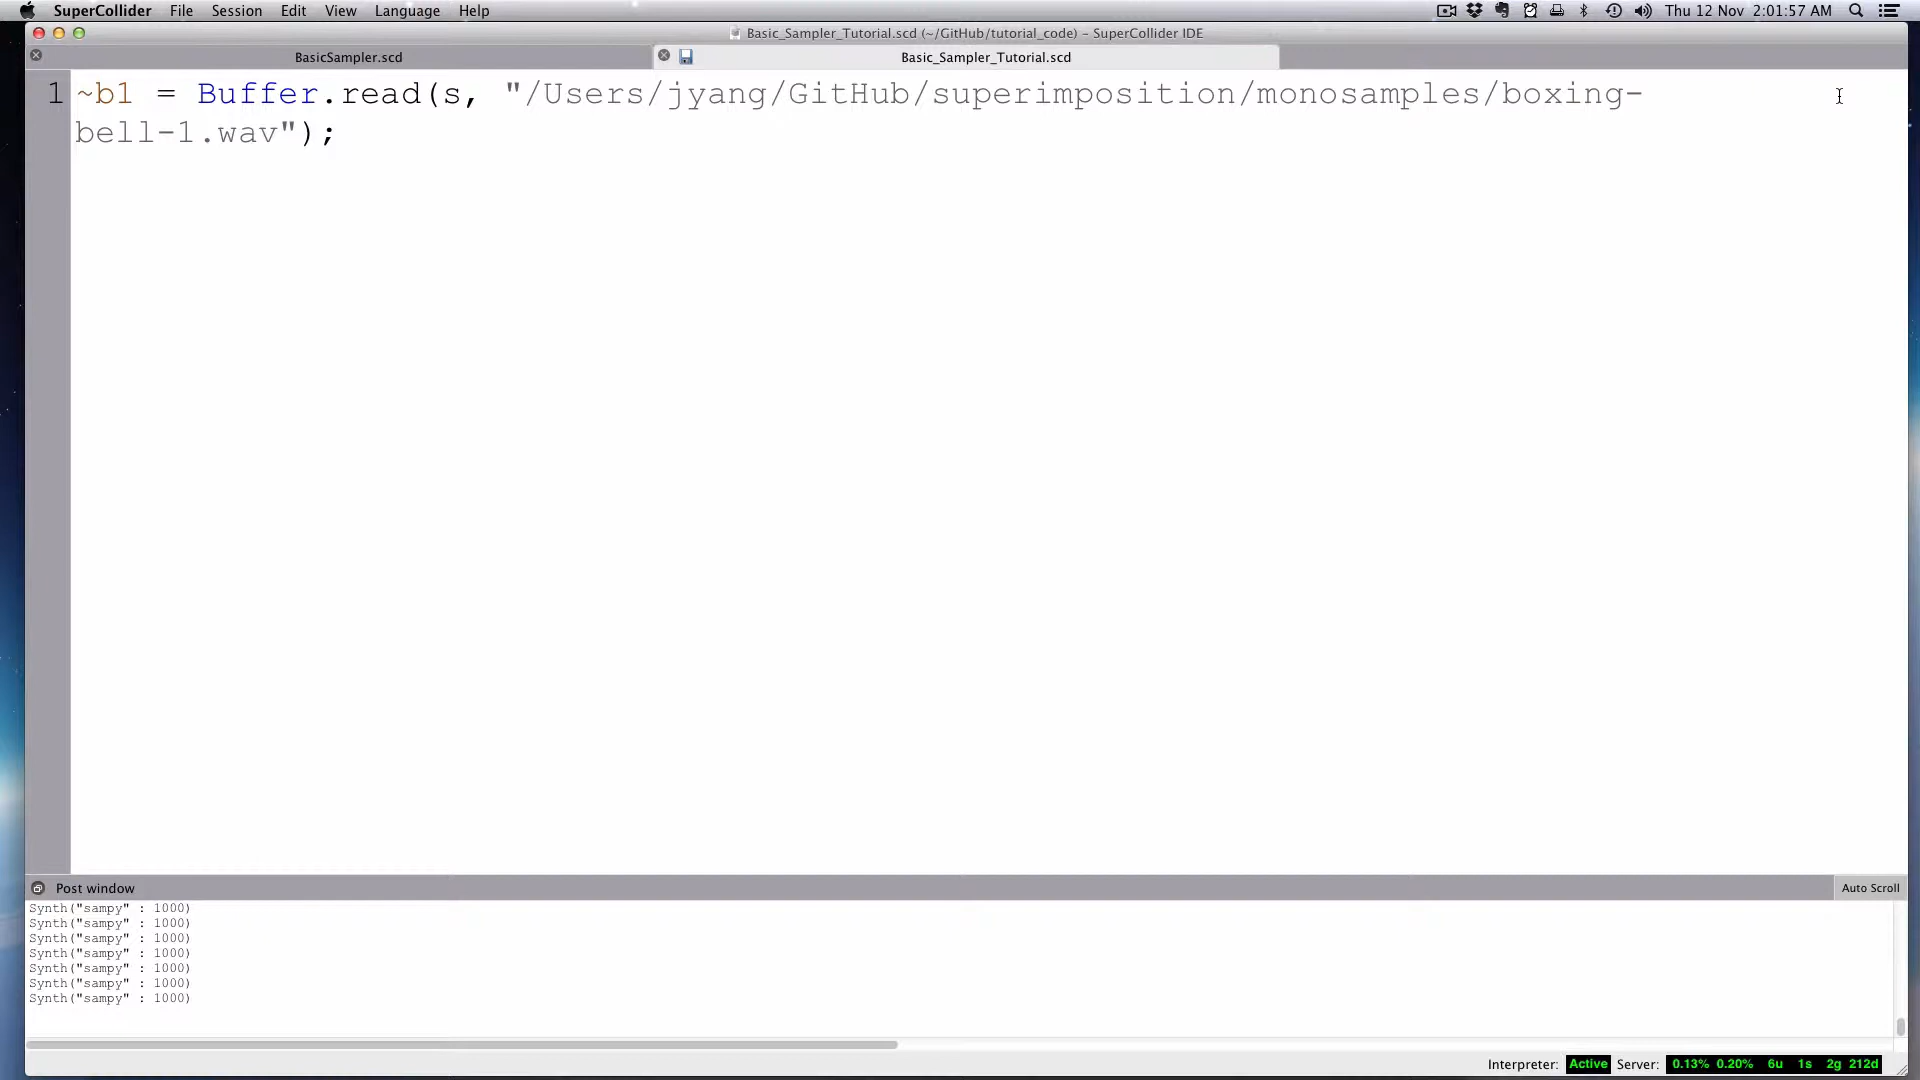 SuperCollider File Session Edit View Language Help Thu 12 Nov 2:01:57 AM
Basic_Sampler_Tutorial.scd (~/GitHub/tutorial_code) – SuperCollider IDE
BasicSampler.scd Basic_Sampler_Tutorial.scd
1 ~b1 = Buffer.read(s, "/Users/jyang/GitHub/superimposition/monosamples/boxing-
bell-1.wav");
Post window Auto Scroll
Synth("sampy" : 1000)
Synth("sampy" : 1000)
Synth("sampy" : 1000)
Synth("sampy" : 1000)
Synth("sampy" : 1000)
Synth("sampy" : 1000)
Synth("sampy" : 1000)
Interpreter: Active Server: 0.13% 0.20% 6u 1s 2g 212d